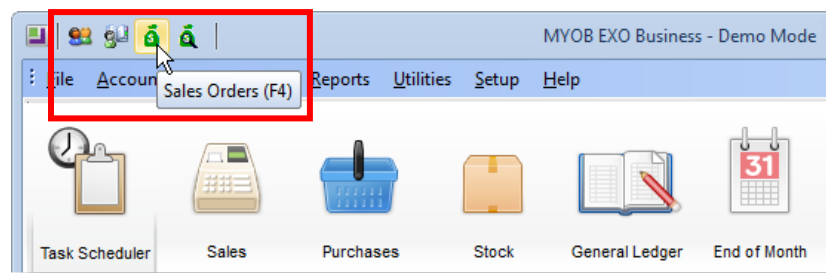 MYOB EXO Business - Demo Mode
File Accoun Reports Utilities Setup Help
Sales Orders (F4)
31
Task Scheduler Sales Purchases Stock General Ledger End of Month